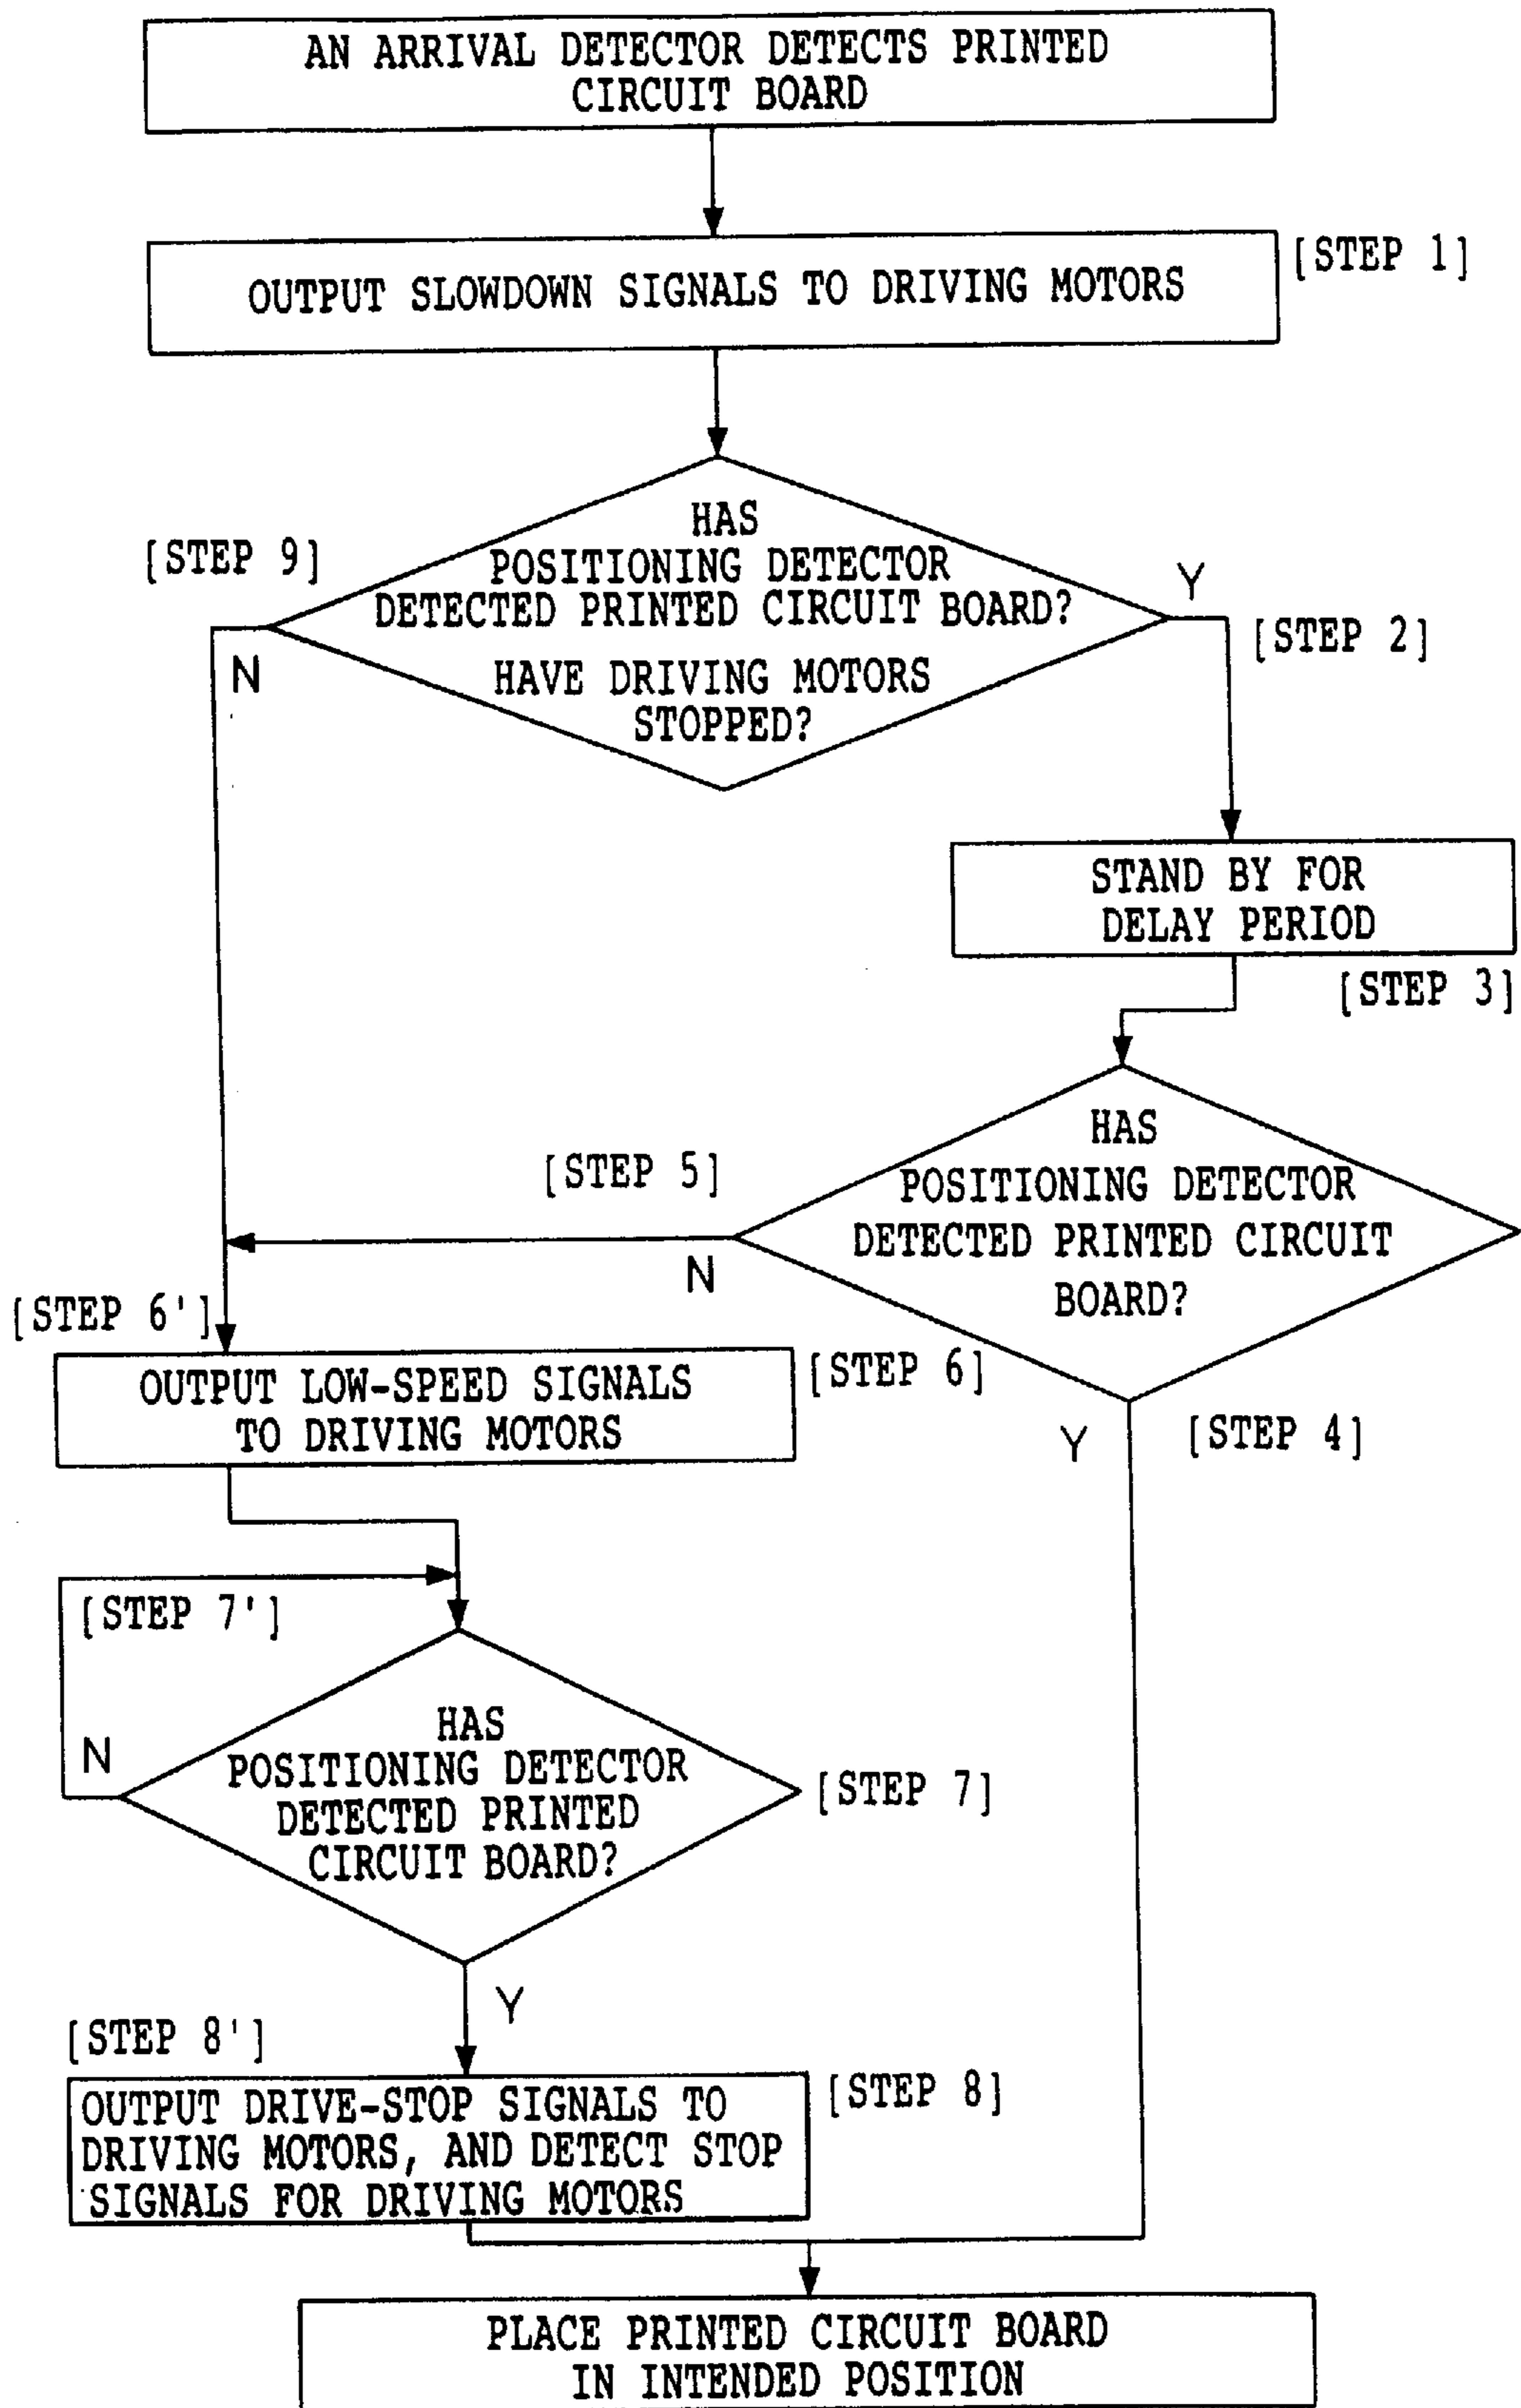 AN ARRIVAL DETECTOR DETECTS PRINTED
CIRCUIT BOARD
OUTPUT SLOWDOWN SIGNALS TO DRIVING MOTORS
[STEP 1]
HAS
POSITIONING DETECTOR
DETECTED PRINTED CIRCUIT BOARD?
HAVE DRIVING MOTORS
STOPPED?
[STEP 9]
N
Y
[STEP 2]
STAND BY FOR
DELAY PERIOD
[STEP 3]
HAS
POSITIONING DETECTOR
DETECTED PRINTED CIRCUIT
BOARD?
[STEP 5]
N
[STEP 6']
OUTPUT LOW-SPEED SIGNALS
TO DRIVING MOTORS
[STEP 6]
Y
[STEP 4]
[STEP 7']
HAS
POSITIONING DETECTOR
DETECTED PRINTED
CIRCUIT BOARD?
N
[STEP 7]
Y
[STEP 8']
OUTPUT DRIVE-STOP SIGNALS TO
DRIVING MOTORS, AND DETECT STOP
SIGNALS FOR DRIVING MOTORS
[STEP 8]
PLACE PRINTED CIRCUIT BOARD
IN INTENDED POSITION